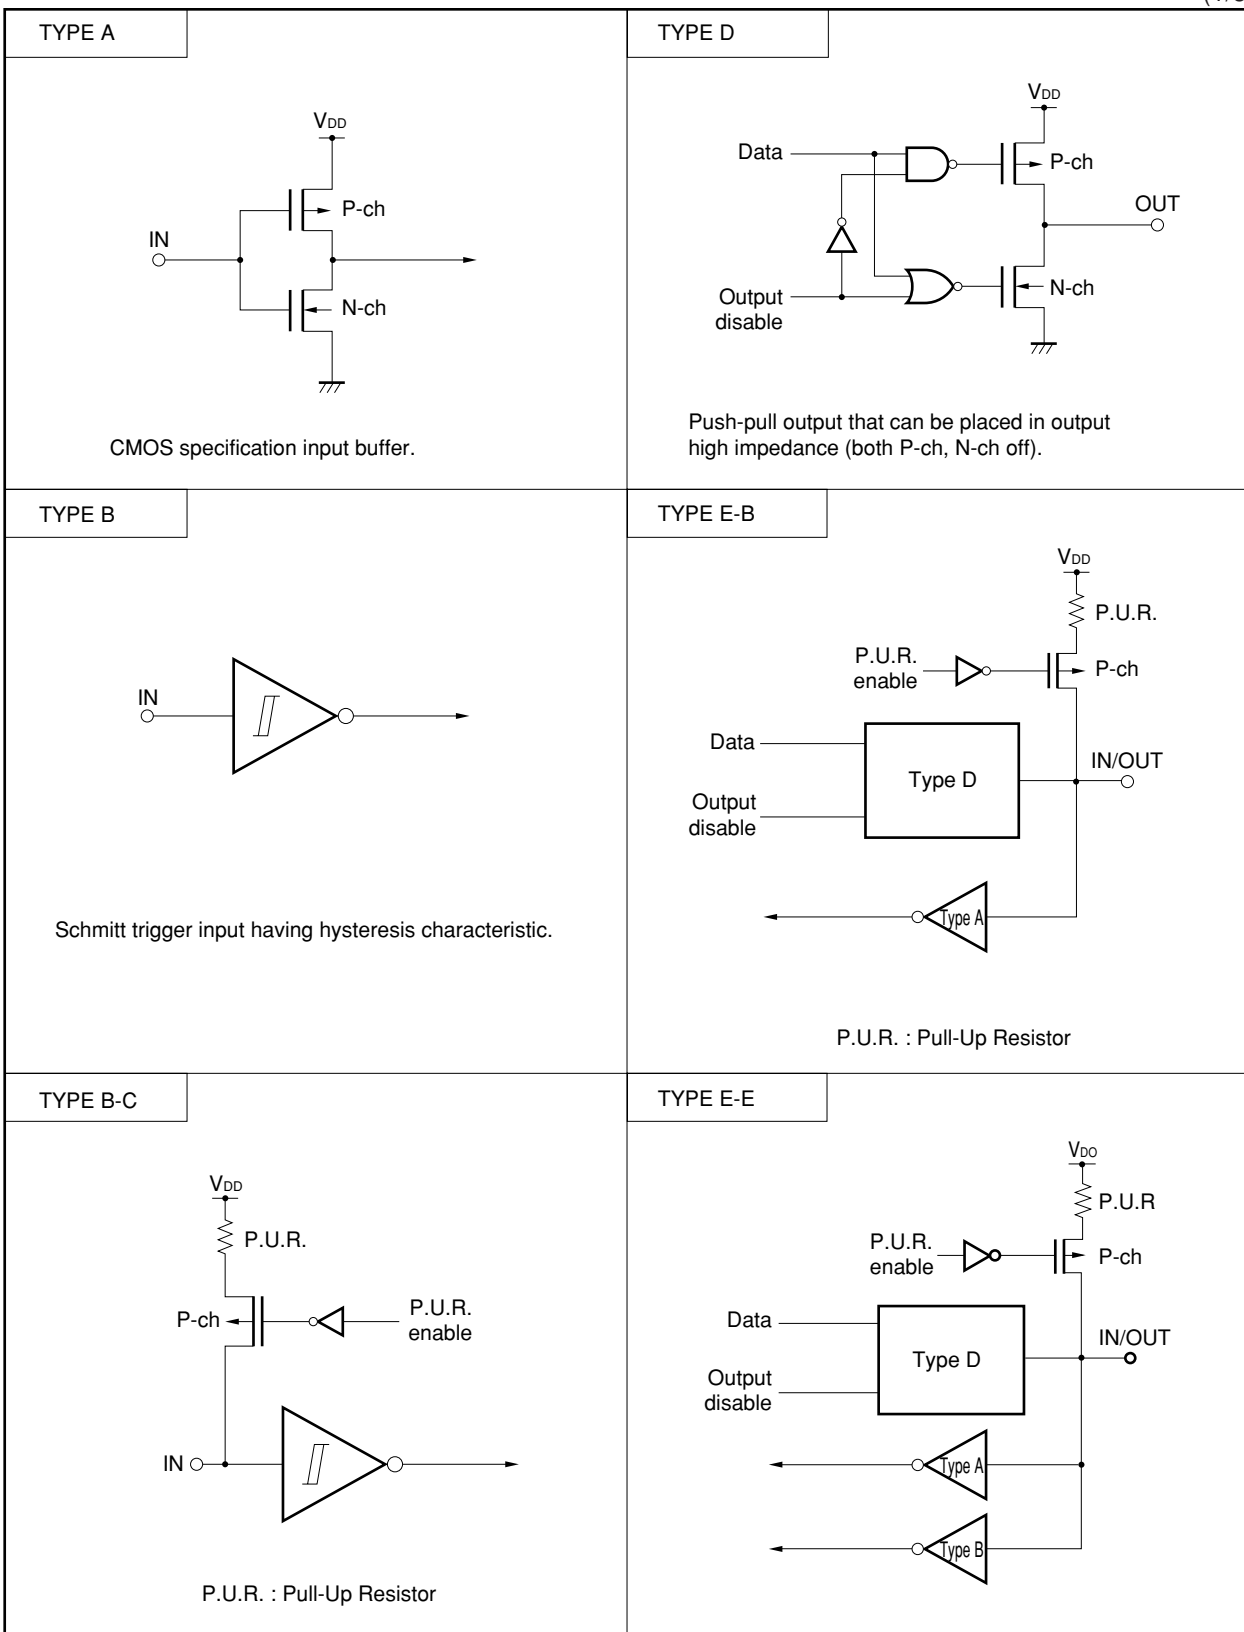 TYPE A
VDD
P-ch
IN
N-ch
CMOS specification input buffer.
TYPE D
VDD
Data
P-ch
OUT
Output
disable
N-ch
Push-pull output that can be placed in output
high impedance (both P-ch, N-ch off).
TYPE B
IN
Schmitt trigger input having hysteresis characteristic.
TYPE E-B
VDD
P.U.R.
P.U.R.
enable
P-ch
Data
Type D
IN/OUT
Output
disable
Type A
P.U.R. : Pull-Up Resistor
TYPE B-C
VDD
P.U.R.
P-ch
P.U.R.
enable
IN
P.U.R. : Pull-Up Resistor
TYPE E-E
VDO
P.U.R
P.U.R.
enable
P-ch
Data
Type D
IN/OUT
Output
disable
Type A
Type B